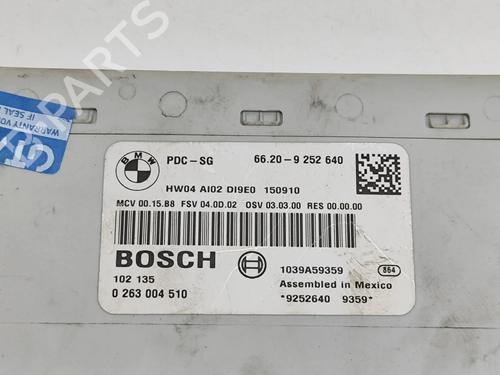 WARRANTY VO
IF SEAL
PARTS
BMW
PDC-SG 66.20-9 252 640
HW04 AI02 DI9E0 150910
MCV 00.15.B8 FSV 04.0D.02 OSV 03.03.00 RES 00.00.00
BOSCH
1039A59359 864
102 135
Assembled in Mexico
0 263 004 510
*9252640 9359*